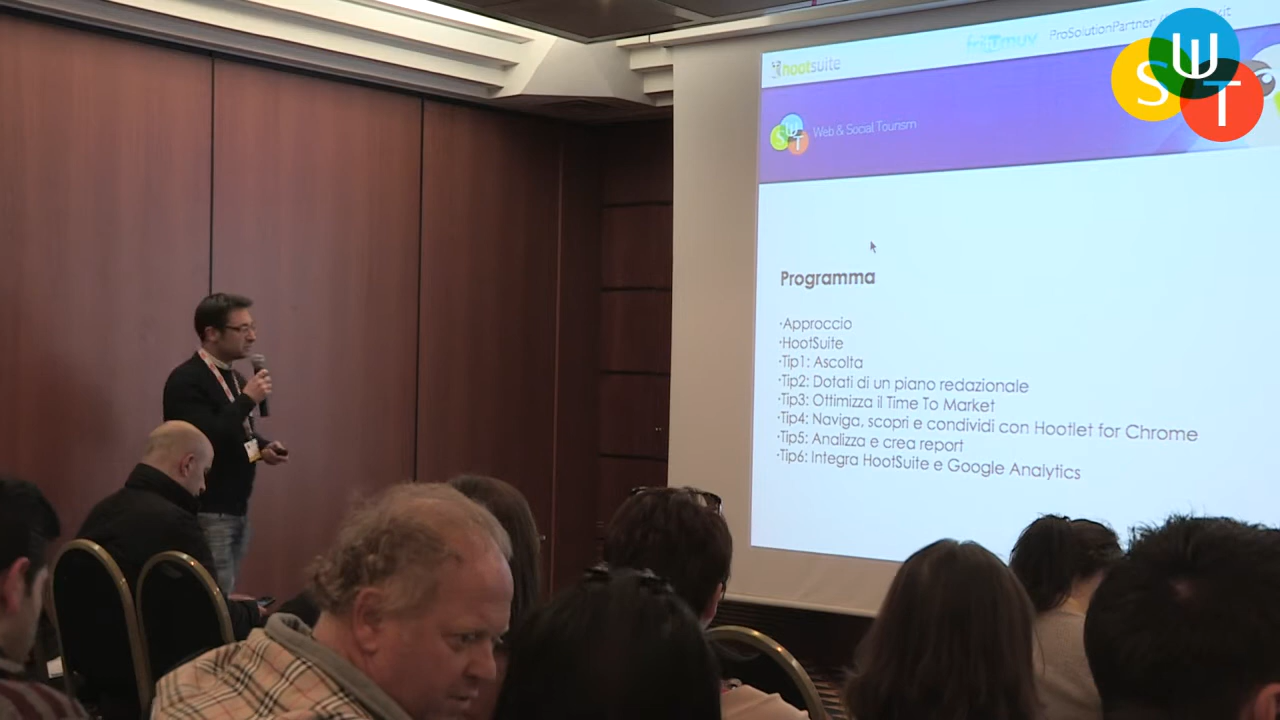 hootsuite
ProSolutionPartner
SWT
SWT
Web & Social Tourism
Programma
·Approccio
·HootSuite
·Tip1: Ascolta
·Tip2: Dotati di un piano redazionale
·Tip3: Ottimizza il Time To Market
·Tip4: Naviga, scopri e condividi con Hootlet for Chrome
·Tip5: Analizza e crea report
·Tip6: Integra HootSuite e Google Analytics